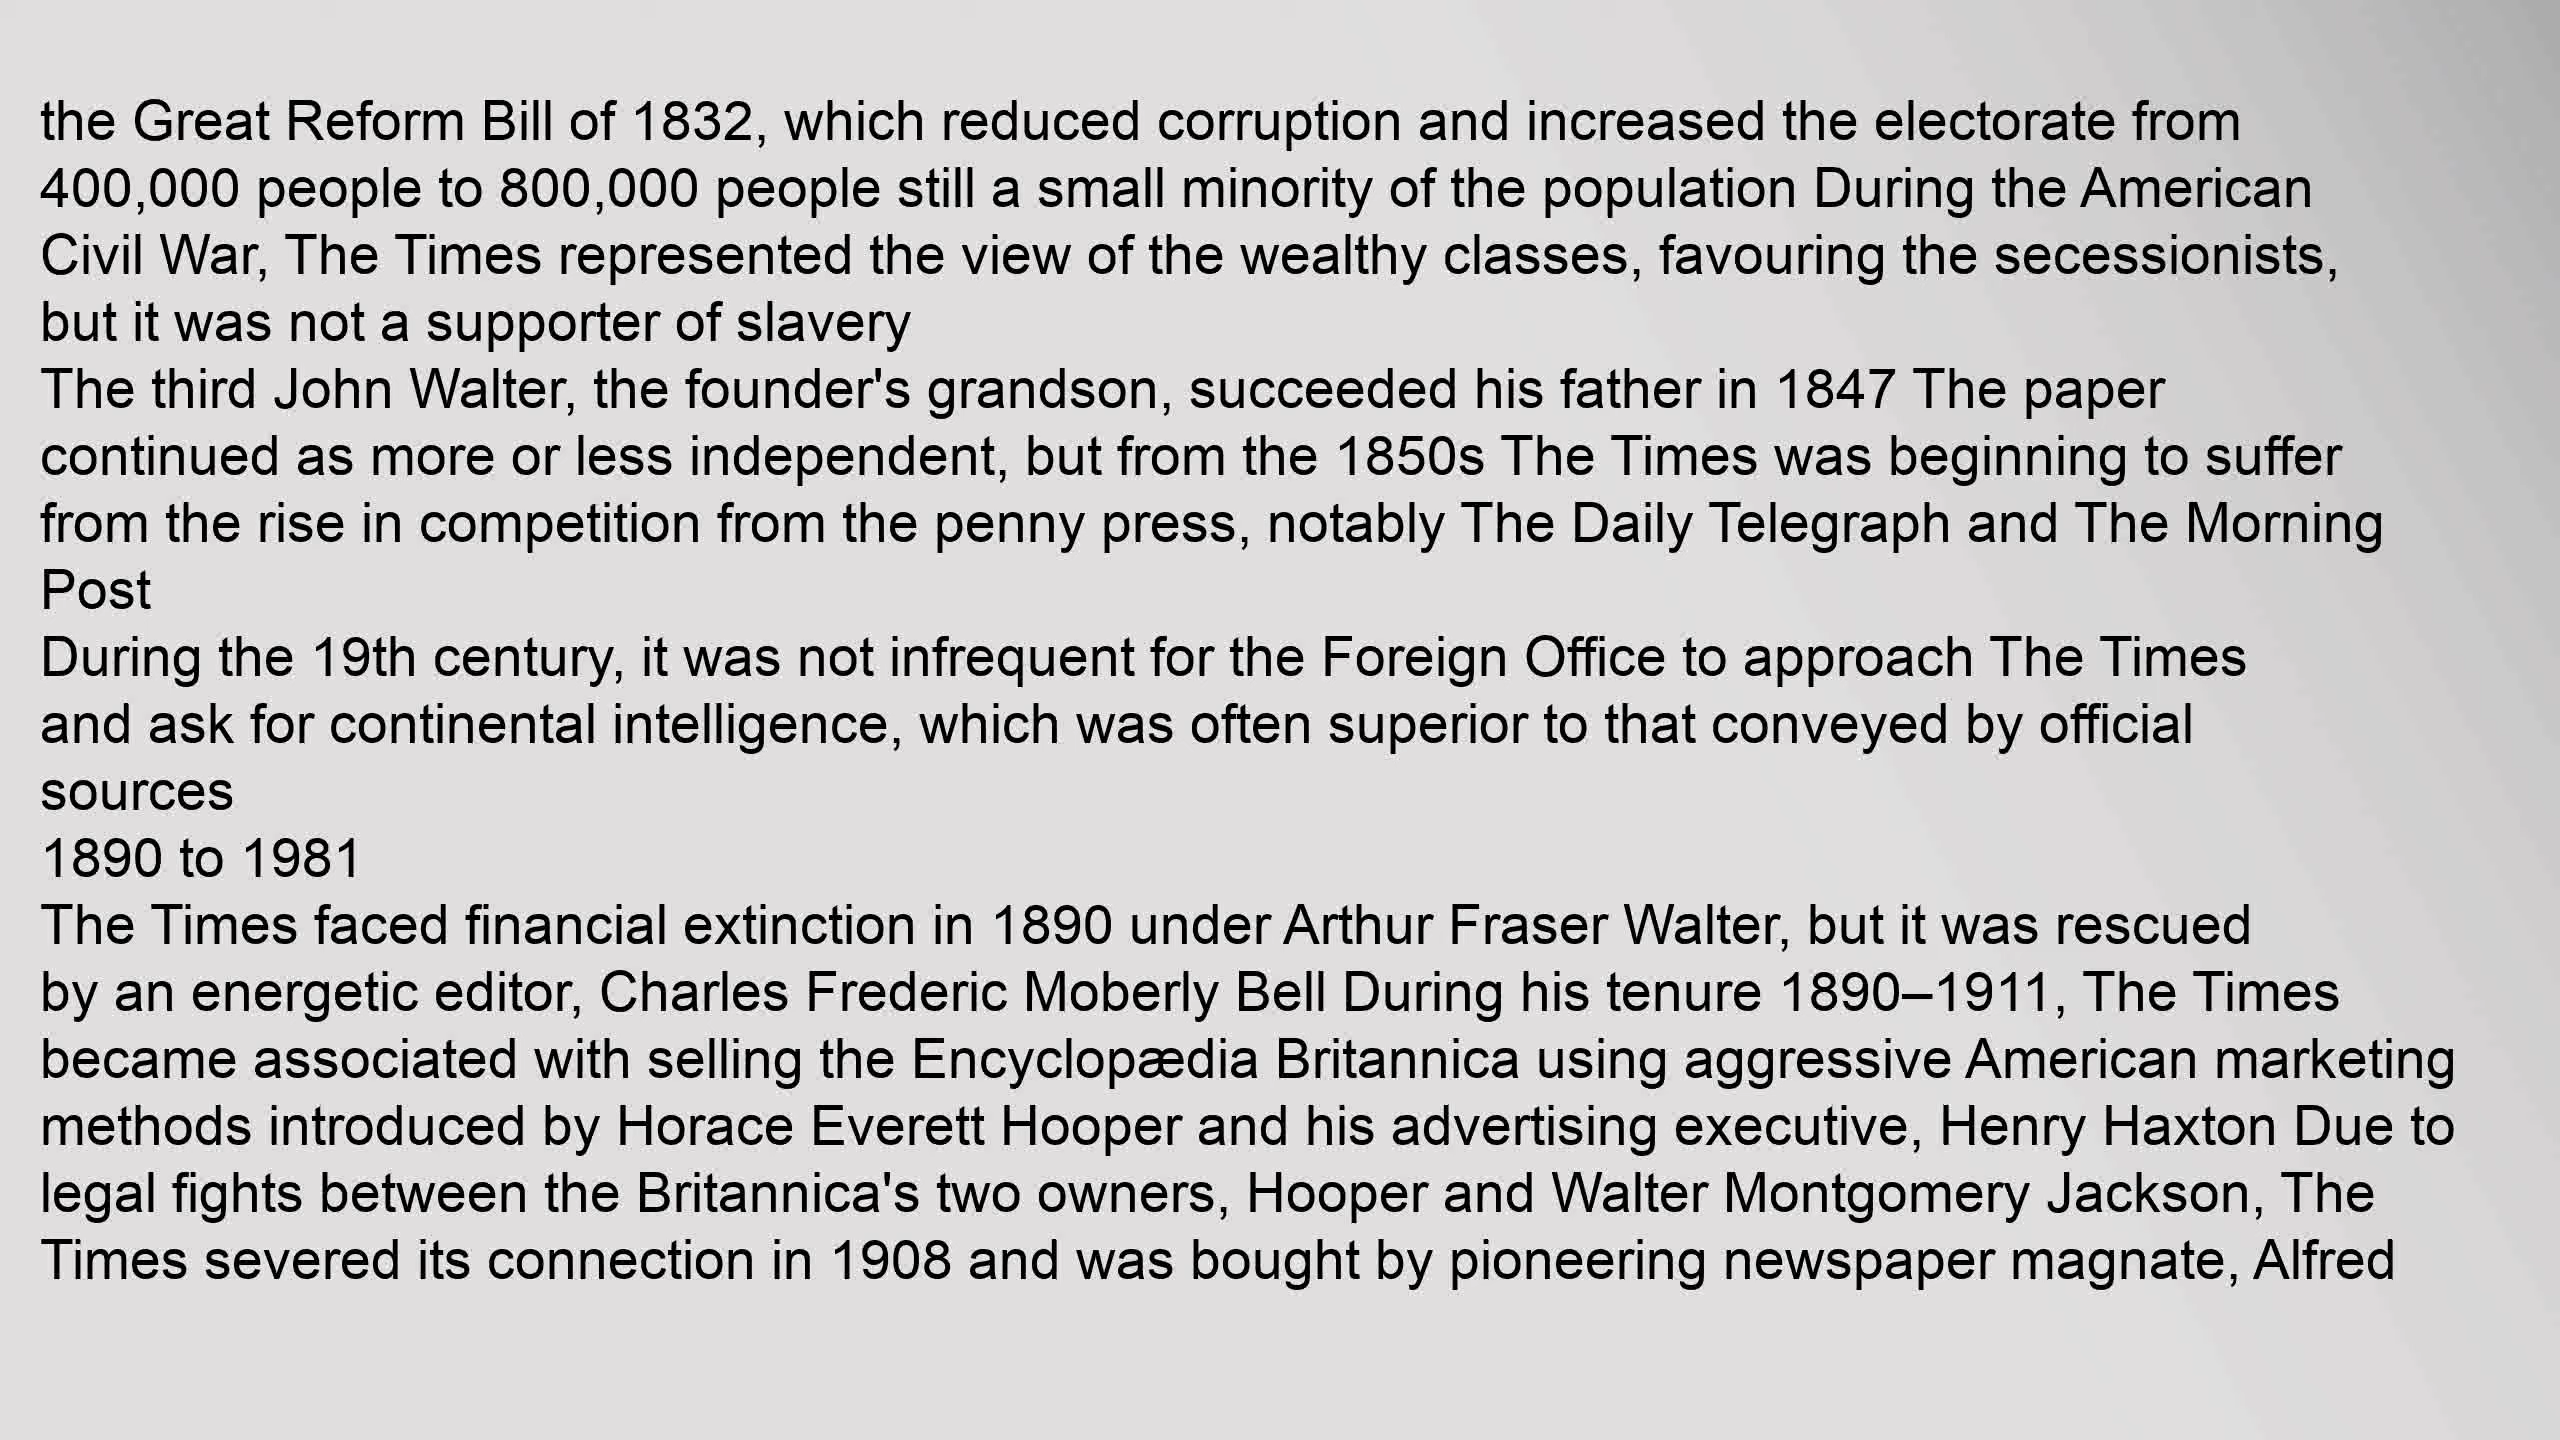 the Great Reform Bill of 1832, which reduced corruption and increased the electorate from
400,000 people to 800,000 people still a small minority of the population During the American
Civil War, The Times represented the view of the wealthy classes, favouring the secessionists,
but it was not a supporter of slavery
The third John Walter, the founder's grandson, succeeded his father in 1847 The paper
continued as more or less independent, but from the 1850s The Times was beginning to suffer
from the rise in competition from the penny press, notably The Daily Telegraph and The Morning
Post
During the 19th century, it was not infrequent for the Foreign Office to approach The Times
and ask for continental intelligence, which was often superior to that conveyed by official
sources
1890 to 1981
The Times faced financial extinction in 1890 under Arthur Fraser Walter, but it was rescued
by an energetic editor, Charles Frederic Moberly Bell During his tenure 1890–1911, The Times
became associated with selling the Encyclopædia Britannica using aggressive American marketing
methods introduced by Horace Everett Hooper and his advertising executive, Henry Haxton Due to
legal fights between the Britannica's two owners, Hooper and Walter Montgomery Jackson, The
Times severed its connection in 1908 and was bought by pioneering newspaper magnate, Alfred